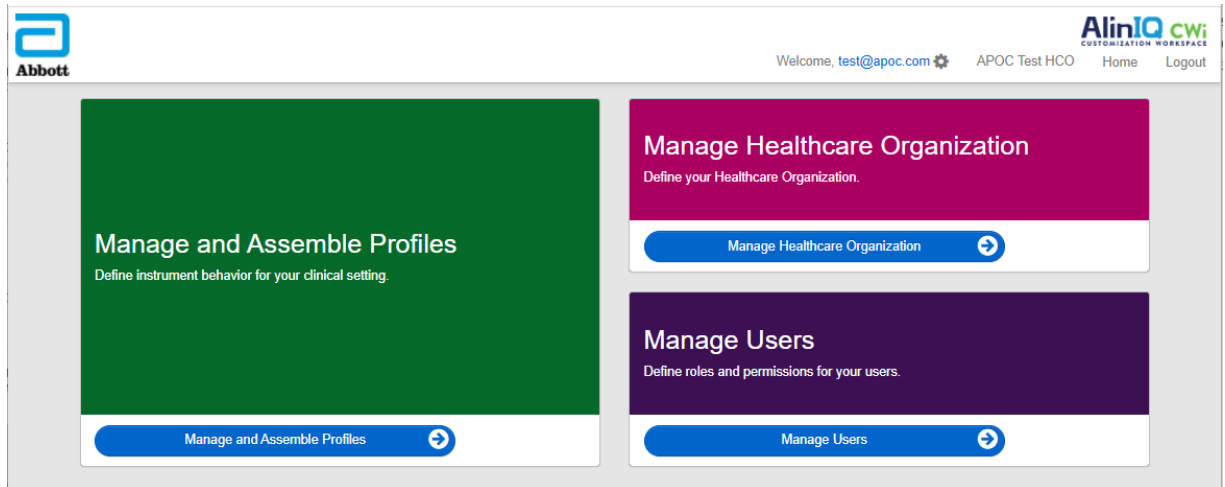 Abbott
AlinIQ CWi
CUSTOMIZATION WORKSPACE
Welcome, test@apoc.com APOC Test HCO Home Logout
Manage and Assemble Profiles
Define instrument behavior for your clinical setting.
Manage and Assemble Profiles
Manage Healthcare Organization
Define your Healthcare Organization.
Manage Healthcare Organization
Manage Users
Define roles and permissions for your users.
Manage Users